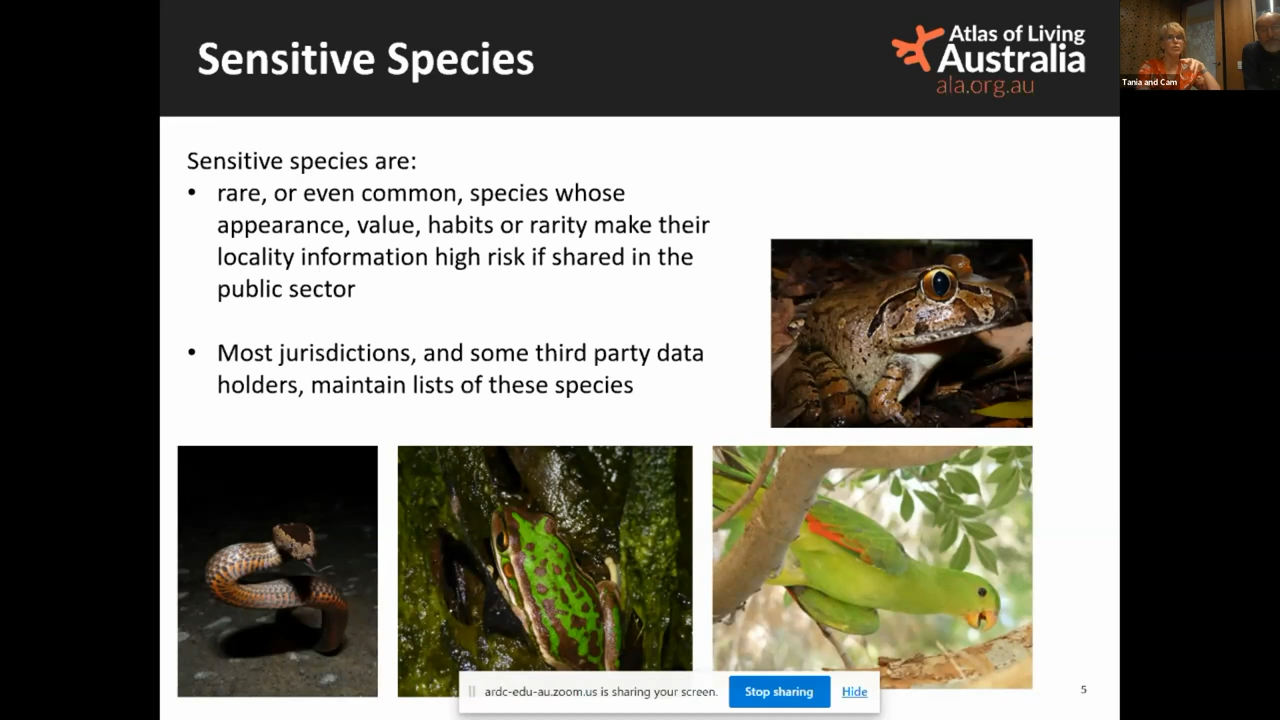 Sensitive Species
Atlas of Living
Australia
ala.org.au
Tania and Cam
Sensitive species are:
• rare, or even common, species whose
appearance, value, habits or rarity make their
locality information high risk if shared in the
public sector
• Most jurisdictions, and some third party data
holders, maintain lists of these species
ardc-edu-au.zoom.us is sharing your screen.
Stop sharing
Hide
5